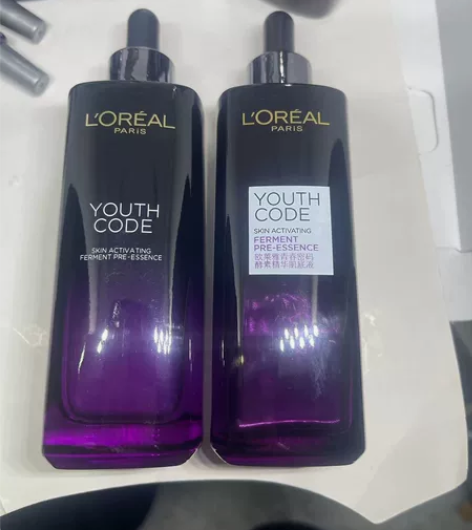 L'ORÉAL
PARIS
YOUTH
CODE
SKIN ACTIVATING
FERMENT PRE-ESSENCE
L'ORÉAL
PARIS
YOUTH
CODE
SKIN ACTIVATING
FERMENT
PRE-ESSENCE
欧莱雅青春密码
酵素精华肌底液